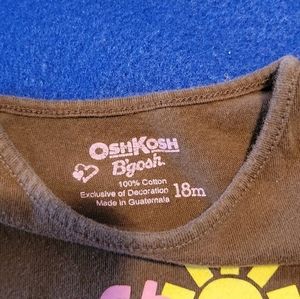 OSHKOSH
B'gosh.
100% Cotton
Exclusive of Decoration
Made in Guatemala
18m